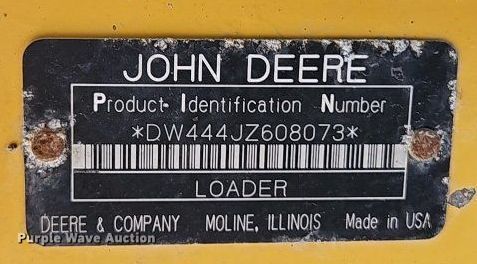 JOHN DEERE
Product Identification Number
*DW444JZ608073*
LOADER
DEERE & COMPANY MOLINE, ILLINOIS Made in USA
Purple Wave Auction